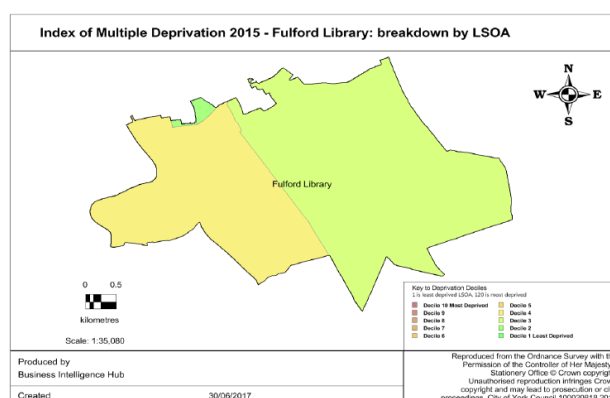 Index of Multiple Deprivation 2015 - Fulford Library: breakdown by LSOA
N
W E
S
Fulford Library
0 0.5
kilometres
Scale: 1:35,080
Key to Deprivation Deciles
1 is least deprived LSOA, 120 is most deprived
Decile 10 Most Deprived
Decile 9
Decile 8
Decile 7
Decile 6
Decile 5
Decile 4
Decile 3
Decile 2
Decile 1 Least Deprived
Produced by
Business Intelligence Hub
Created 30/06/2017
Reproduced from the Ordnance Survey with th
Permission of the Controller of Her Majesty
Stationery Office © Crown copyrigh
Unauthorised reproduction infringes Crow
copyright and may lead to prosecution or ci
proceedings. City of York Council